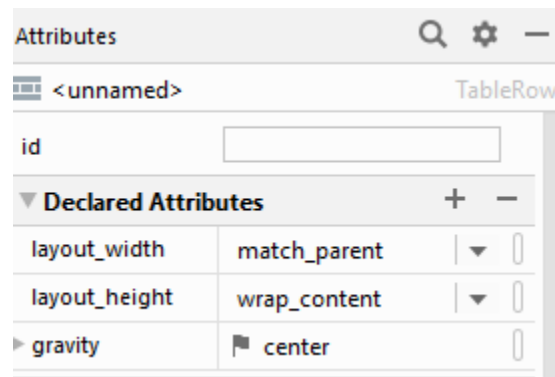 Attributes
<unnamed> TableRow
id
Declared Attributes
layout_width match_parent
layout_height wrap_content
gravity center